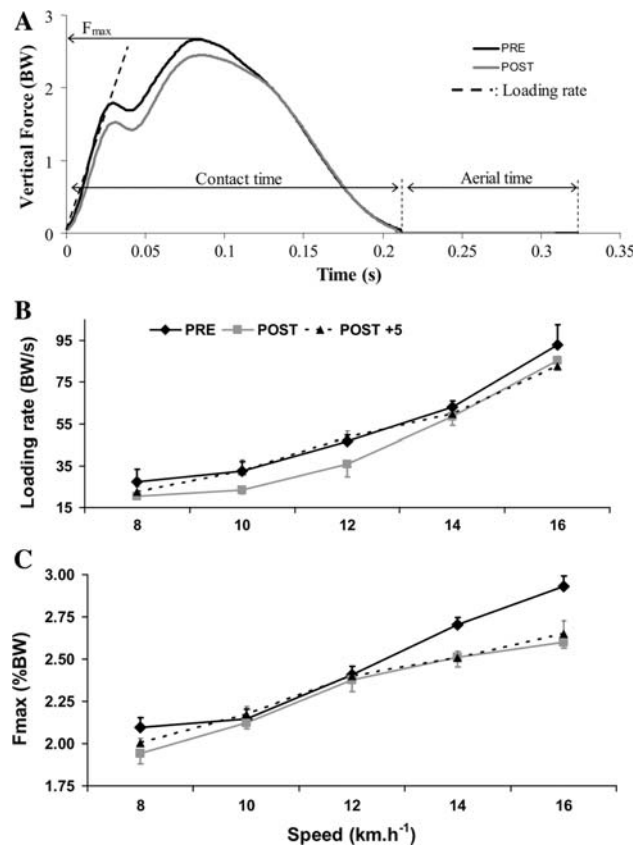 A
3
2
1
0
Vertical Force (BW)
F max
PRE
POST
: Loading rate
Contact time
Aerial time
0 0.05 0.1 0.15 0.2 0.25 0.3 0.35
Time (s)
B
PRE POST POST +5
95
75
55
35
15
Loading rate (BW/s)
8 10 12 14 16
C
3.00
2.75
2.50
2.25
2.00
1.75
Fmax (%BW)
8 10 12 14 16
Speed (km.h⁻¹)